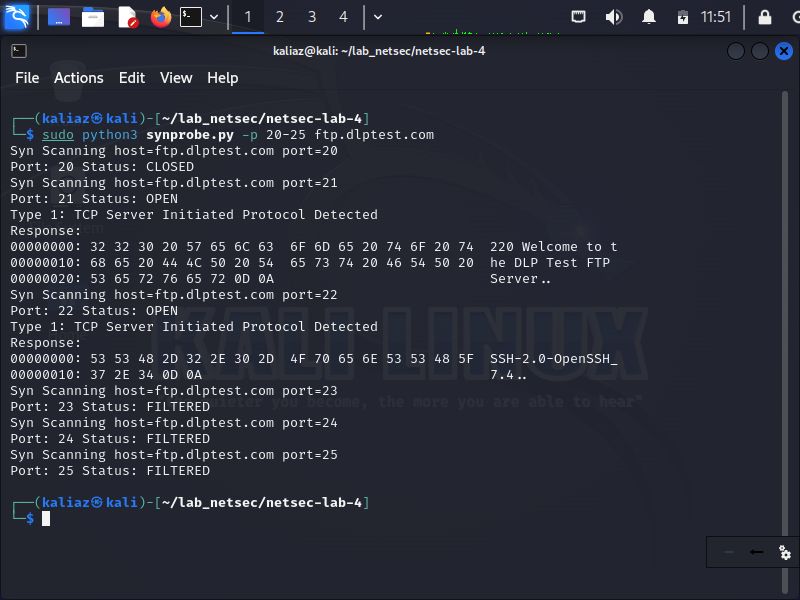 1 2 3 4 11:51
kaliaz@kali: ~/lab_netsec/netsec-lab-4
File Actions Edit View Help
┌──(kaliaz㉿kali)-[~/lab_netsec/netsec-lab-4]
└─$ sudo python3 synprobe.py -p 20-25 ftp.dlptest.com
Syn Scanning host=ftp.dlptest.com port=20
Port: 20 Status: CLOSED
Syn Scanning host=ftp.dlptest.com port=21
Port: 21 Status: OPEN
Type 1: TCP Server Initiated Protocol Detected
Response:
00000000: 32 32 30 20 57 65 6C 63  6F 6D 65 20 74 6F 20 74  220 Welcome to t
00000010: 68 65 20 44 4C 50 20 54  65 73 74 20 46 54 50 20  he DLP Test FTP
00000020: 53 65 72 76 65 72 0D 0A                           Server..
Syn Scanning host=ftp.dlptest.com port=22
Port: 22 Status: OPEN
Type 1: TCP Server Initiated Protocol Detected
Response:
00000000: 53 53 48 2D 32 2E 30 2D  4F 70 65 6E 53 53 48 5F  SSH-2.0-OpenSSH_
00000010: 37 2E 34 0D 0A                                    7.4..
Syn Scanning host=ftp.dlptest.com port=23
Port: 23 Status: FILTERED
Syn Scanning host=ftp.dlptest.com port=24
Port: 24 Status: FILTERED
Syn Scanning host=ftp.dlptest.com port=25
Port: 25 Status: FILTERED
┌──(kaliaz㉿kali)-[~/lab_netsec/netsec-lab-4]
└─$
KALI LINUX
you become, the more you are able to hear"